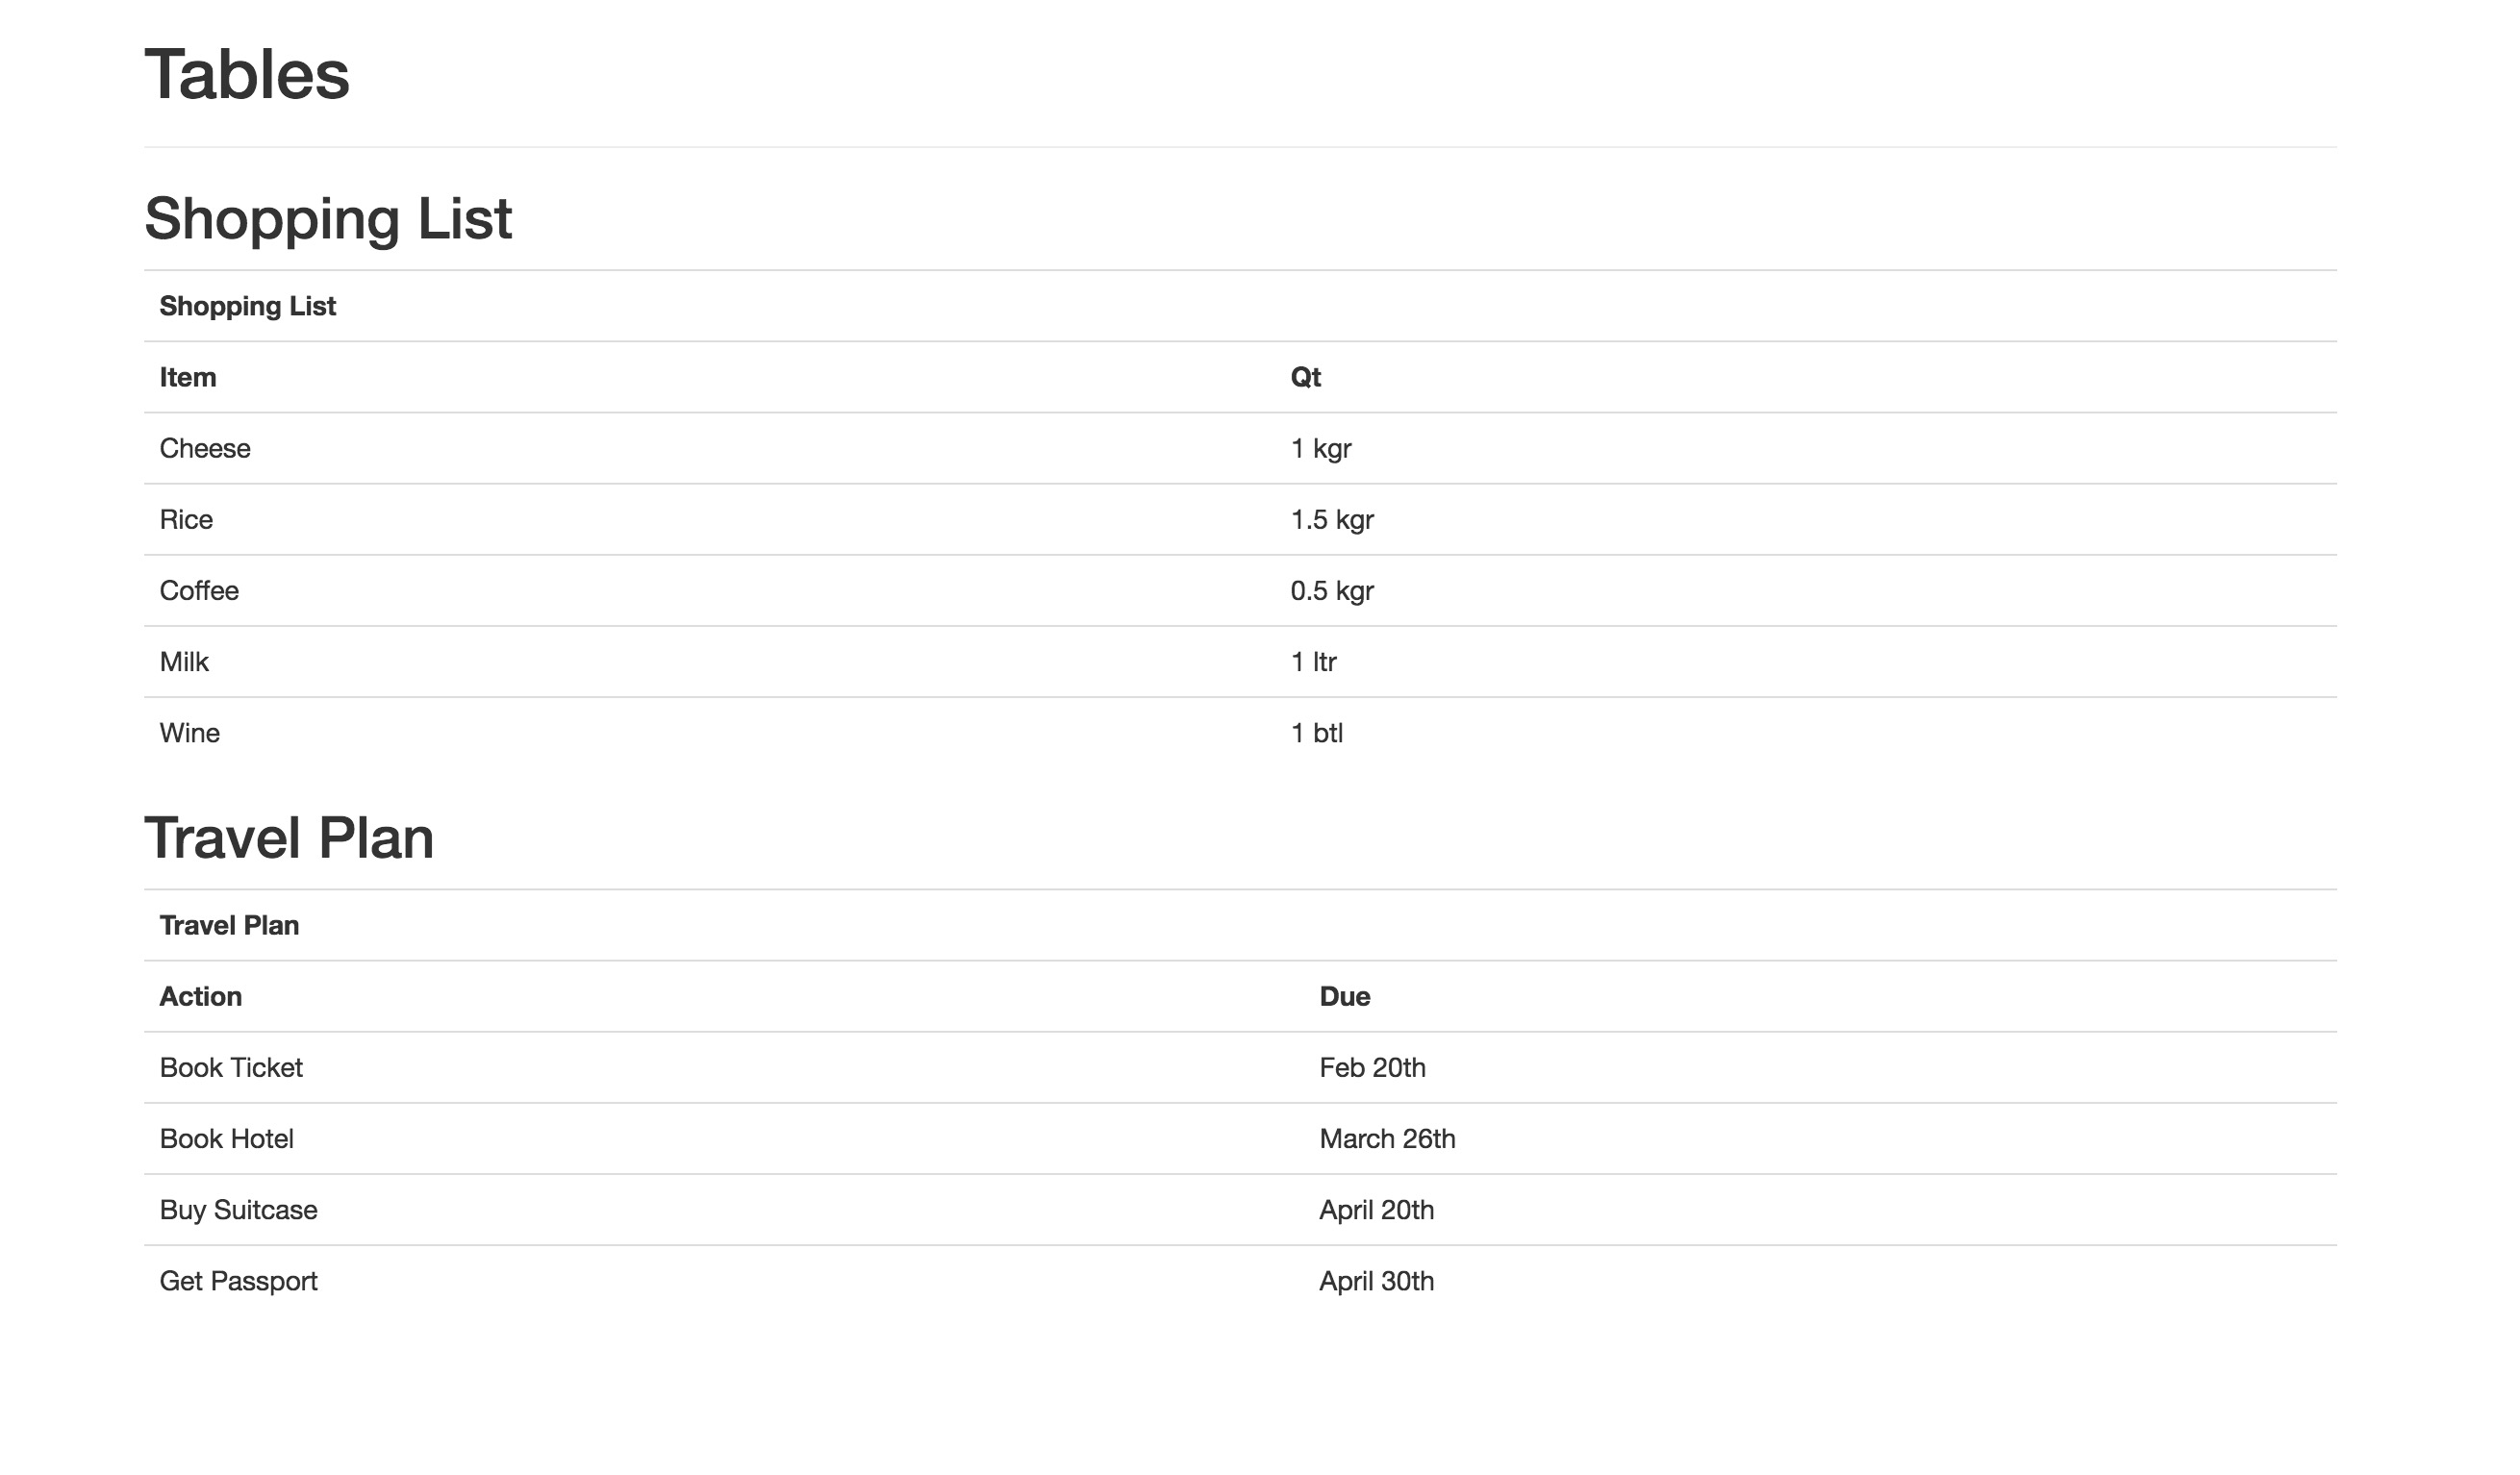 Tables
Shopping List
Shopping List
Item Qt
Cheese 1 kgr
Rice 1.5 kgr
Coffee 0.5 kgr
Milk 1 ltr
Wine 1 btl
Travel Plan
Travel Plan
Action Due
Book Ticket Feb 20th
Book Hotel March 26th
Buy Suitcase April 20th
Get Passport April 30th